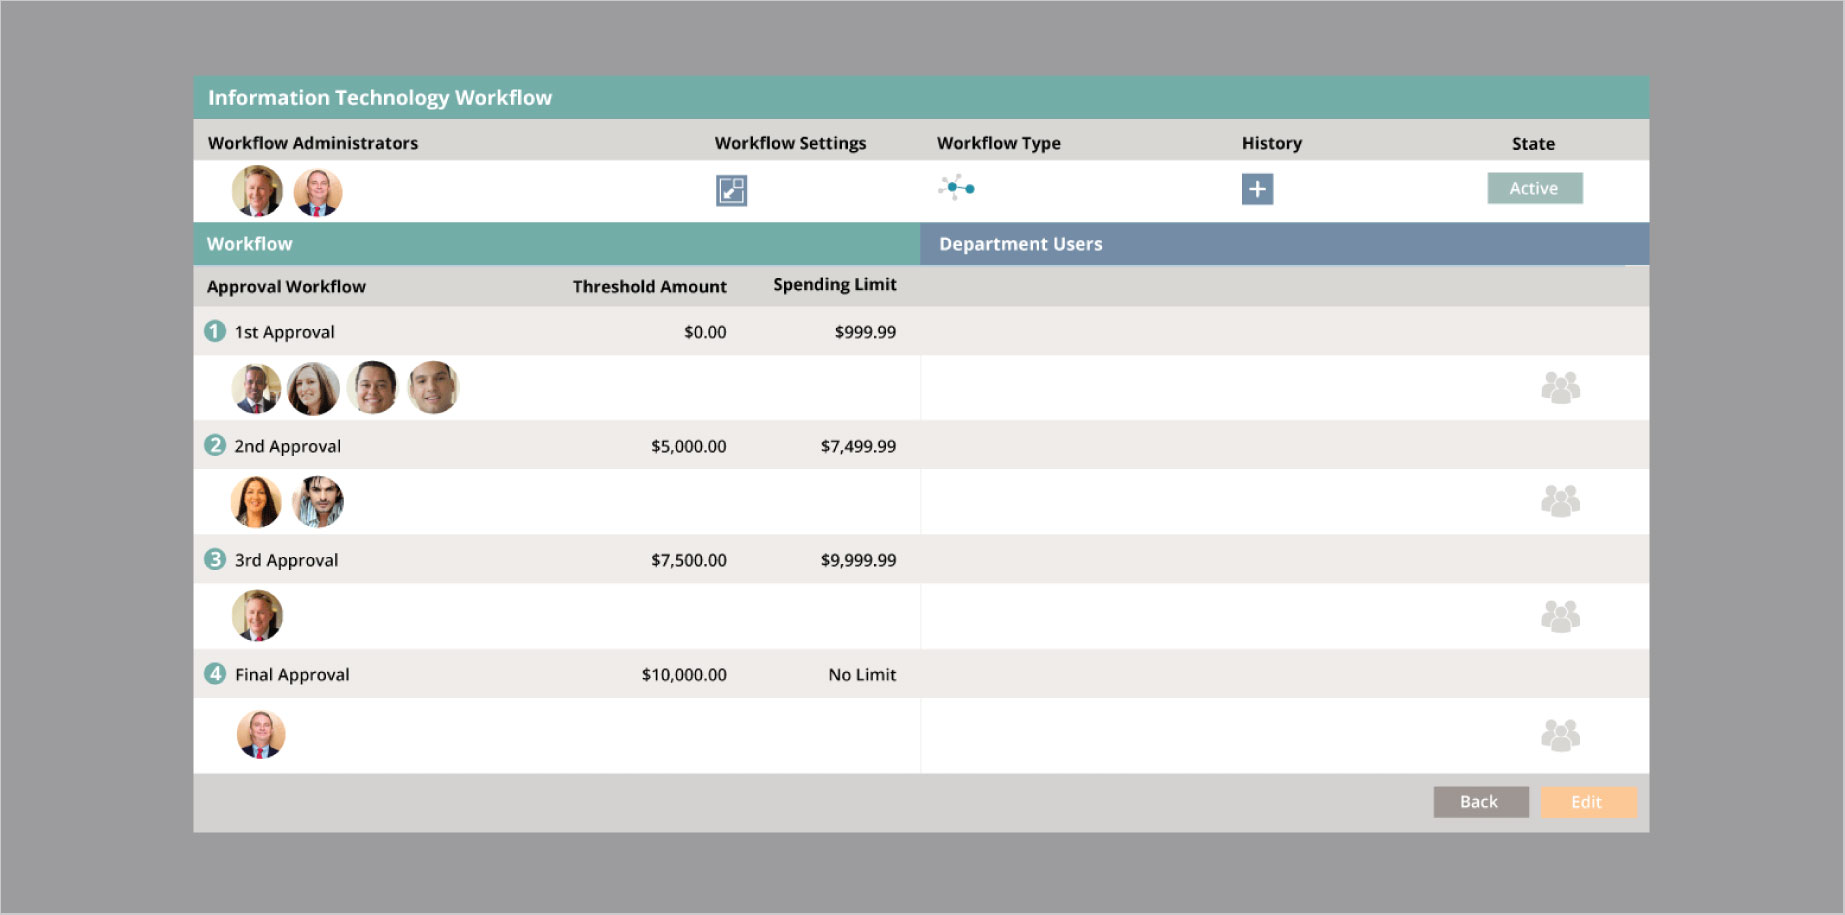 Information Technology Workflow
Workflow Administrators Workflow Settings Workflow Type History State
Active
Workflow Department Users
Approval Workflow Threshold Amount Spending Limit
1 1st Approval $0.00 $999.99
2 2nd Approval $5,000.00 $7,499.99
3 3rd Approval $7,500.00 $9,999.99
4 Final Approval $10,000.00 No Limit
Back Edit